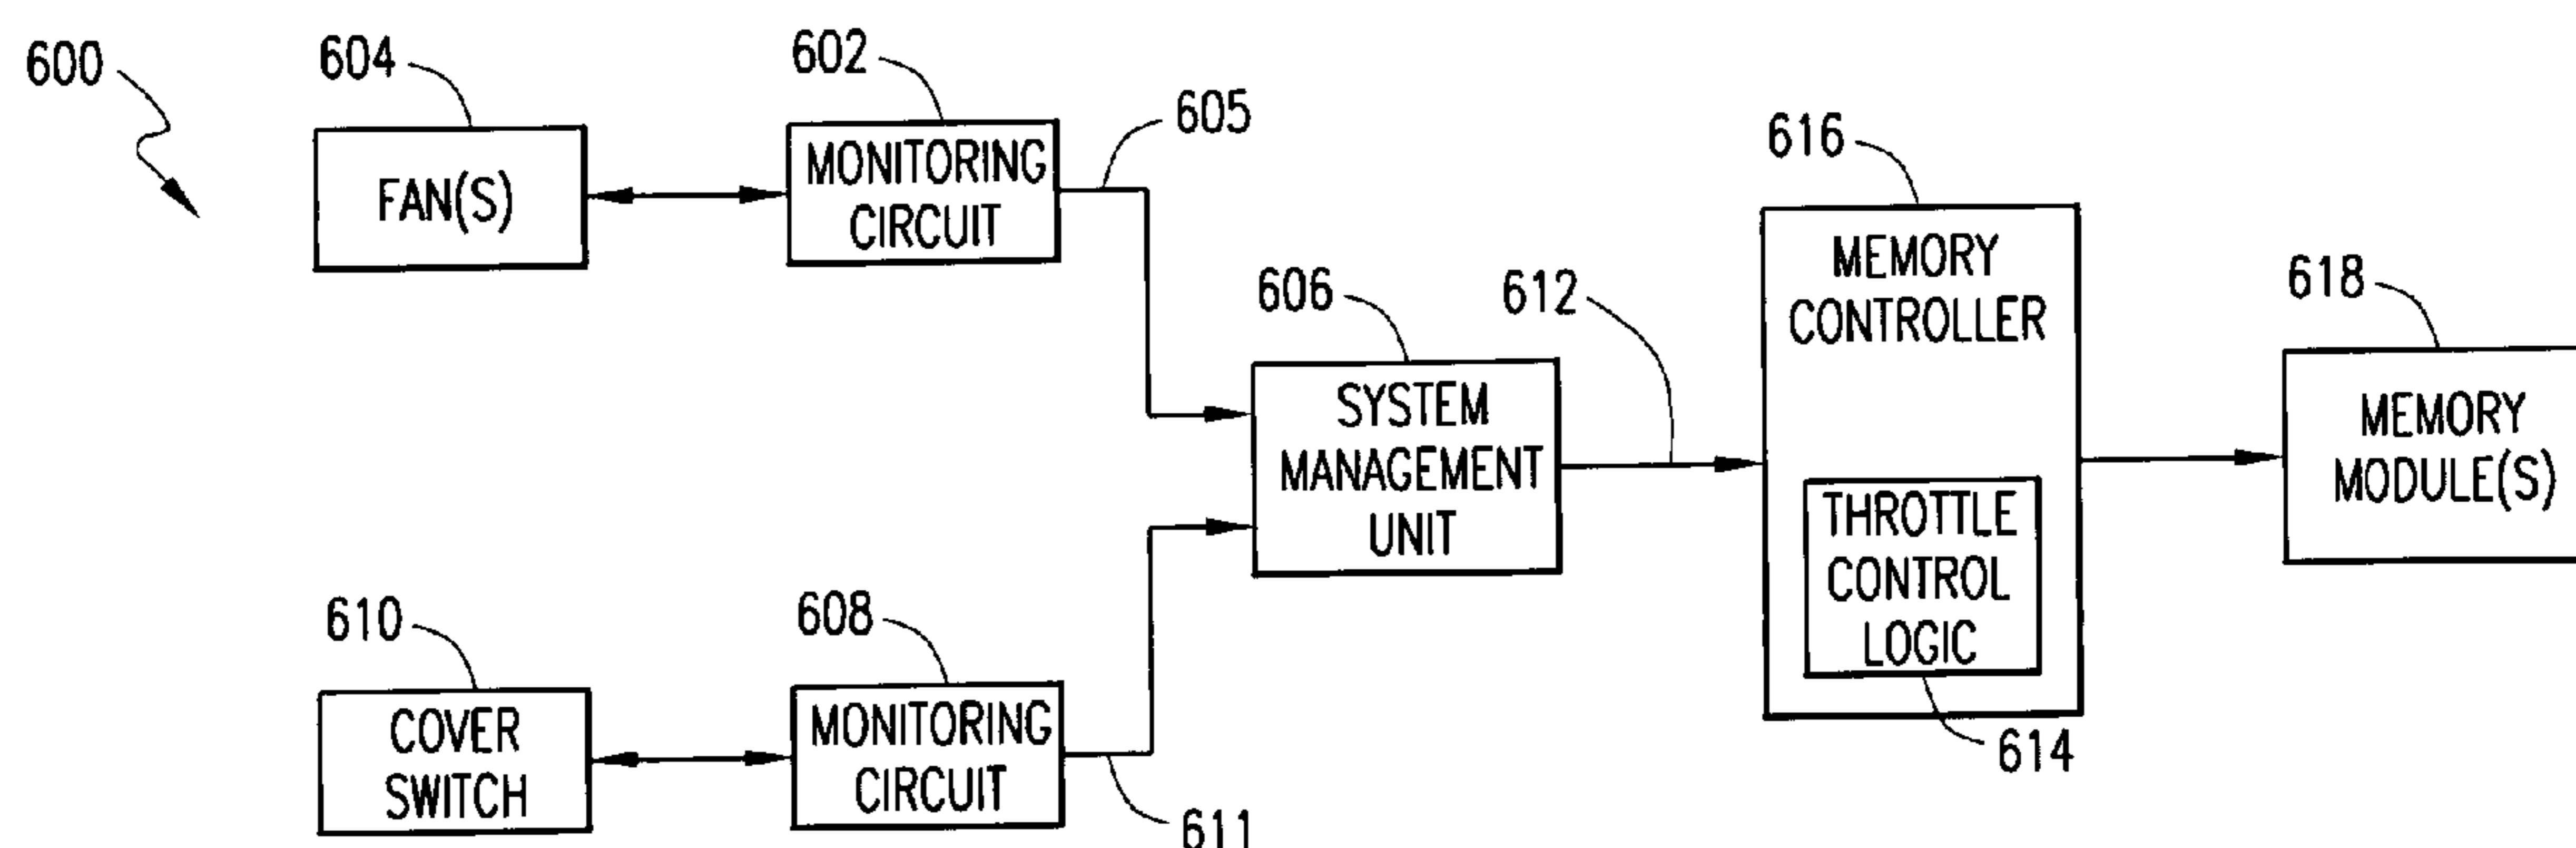 600
604
602
605
FAN(S)
MONITORING
CIRCUIT
616
MEMORY
CONTROLLER
606
612
618
SYSTEM
MANAGEMENT
UNIT
MEMORY
MODULE(S)
THROTTLE
CONTROL
LOGIC
614
610
608
COVER
SWITCH
MONITORING
CIRCUIT
611